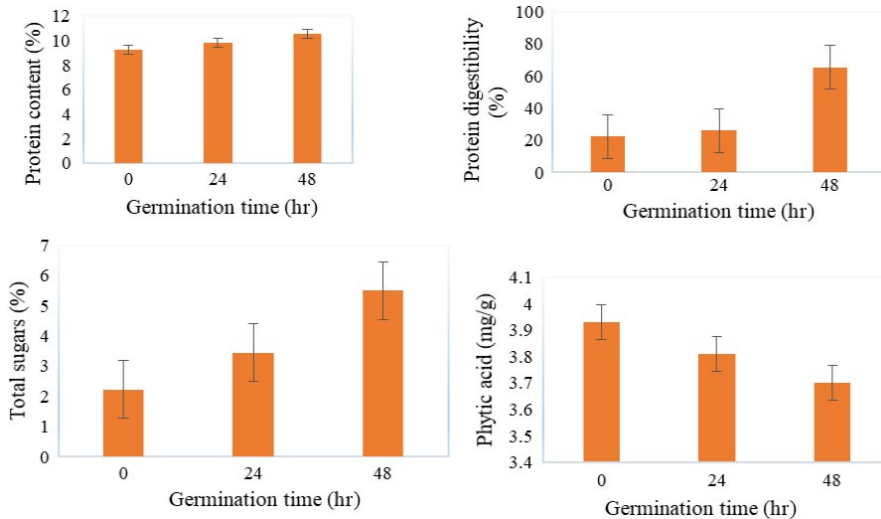 Protein content (%)
12
10
8
6
4
2
0
0 24 48
Germination time (hr)
Protein digestibility
(%)
100
80
60
40
20
0
0 24 48
Germination time (hr)
Total sugars (%)
7
6
5
4
3
2
1
0
0 24 48
Germination time (hr)
Phytic acid (mg/g)
4.1
4
3.9
3.8
3.7
3.6
3.5
3.4
0 24 48
Germination time (hr)